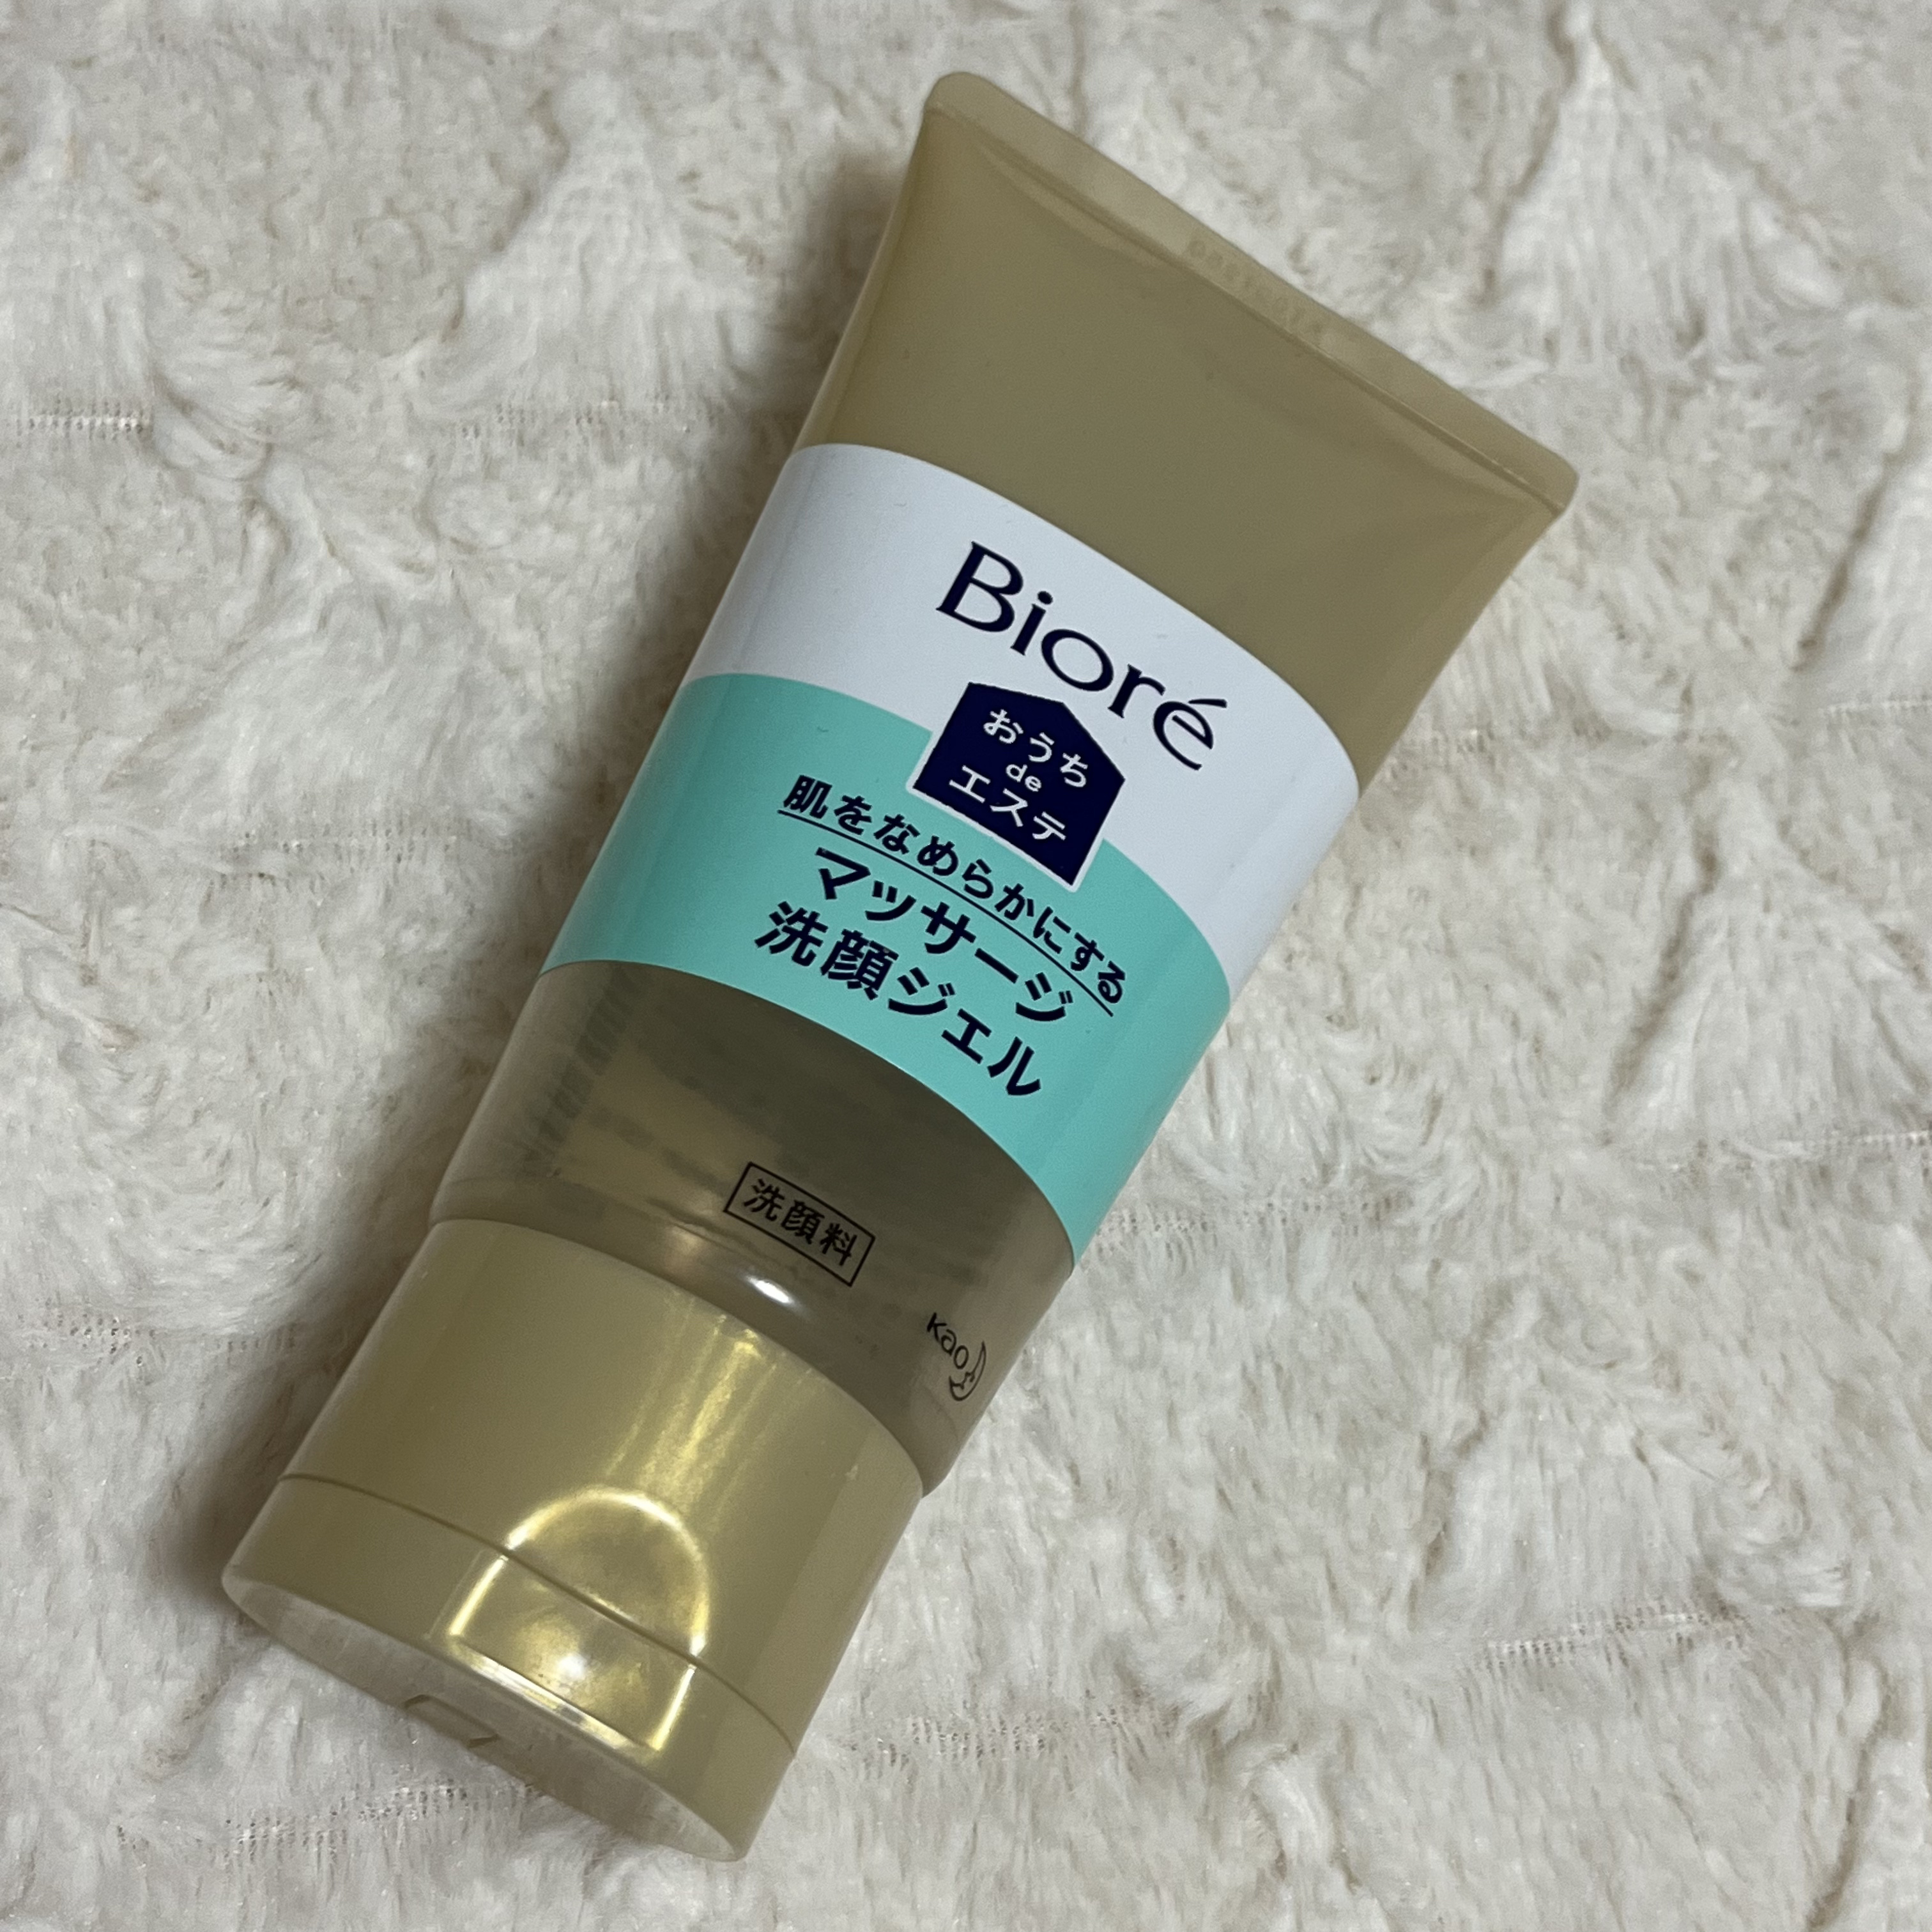 Bioré
おうち
de
エステ
肌をなめらかにする
マッサージ
洗顔ジェル
洗顔料
kao